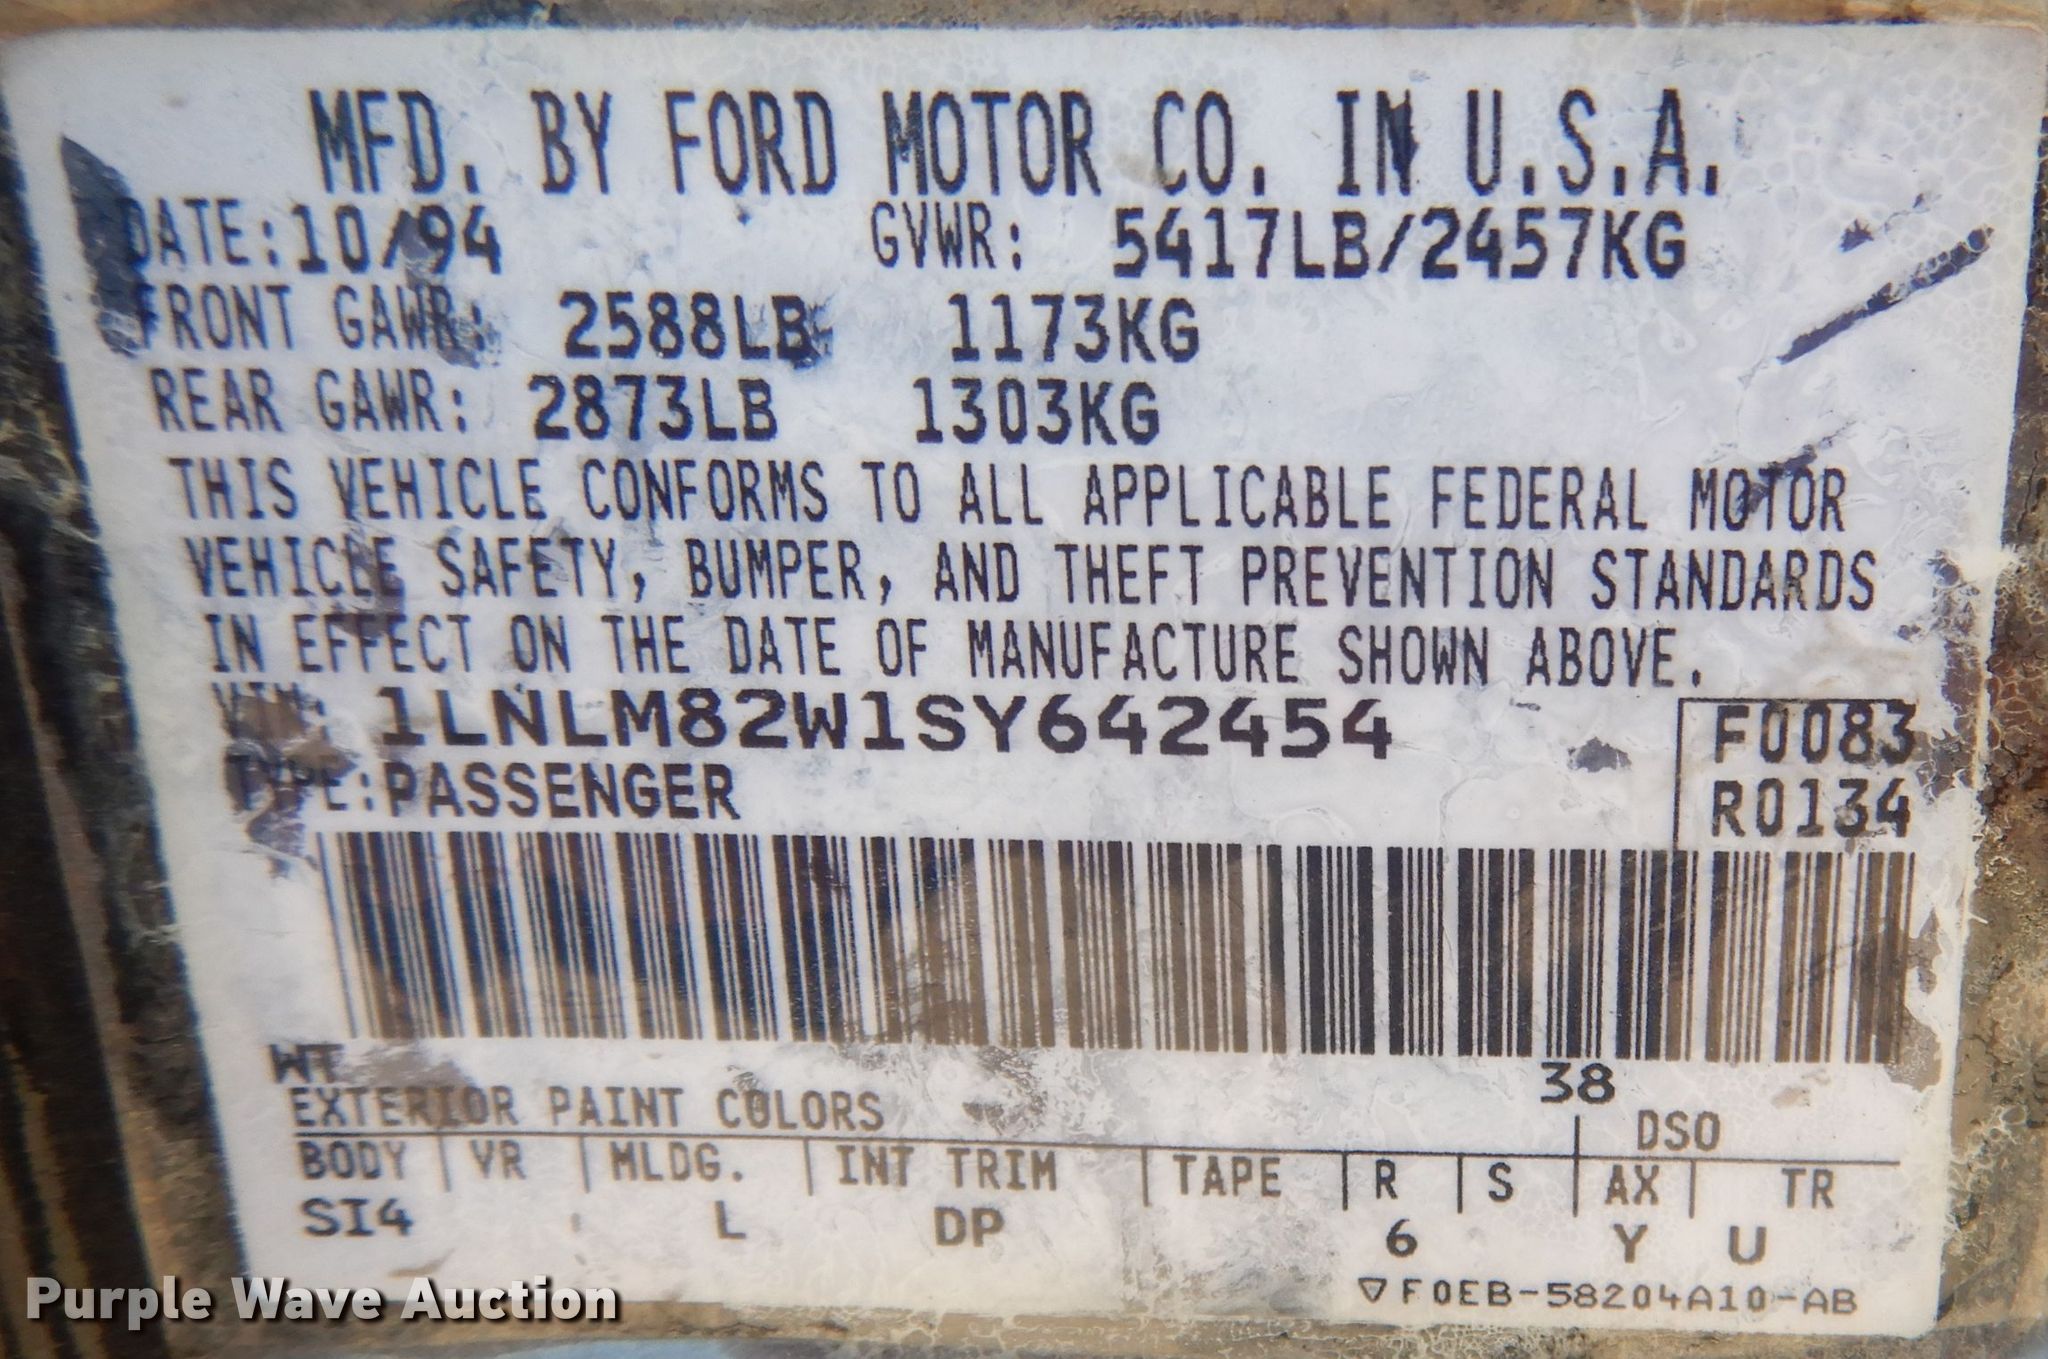 MFD. BY FORD MOTOR CO. IN U.S.A.
DATE:10/94 GVWR: 5417LB/2457KG
FRONT GAWR: 2588LB 1173KG
REAR GAWR: 2873LB 1303KG
THIS VEHICLE CONFORMS TO ALL APPLICABLE FEDERAL MOTOR
VEHICLE SAFETY, BUMPER, AND THEFT PREVENTION STANDARDS
IN EFFECT ON THE DATE OF MANUFACTURE SHOWN ABOVE.
VIN: 1LNLM82W1SY642454 F0083
TYPE:PASSENGER R0134
WT 38
EXTERIOR PAINT COLORS DSO
BODY VR MLDG. INT TRIM TAPE R S AX TR
SI4 L DP 6 Y U
▽F0EB-58204A10-AB
Purple Wave Auction